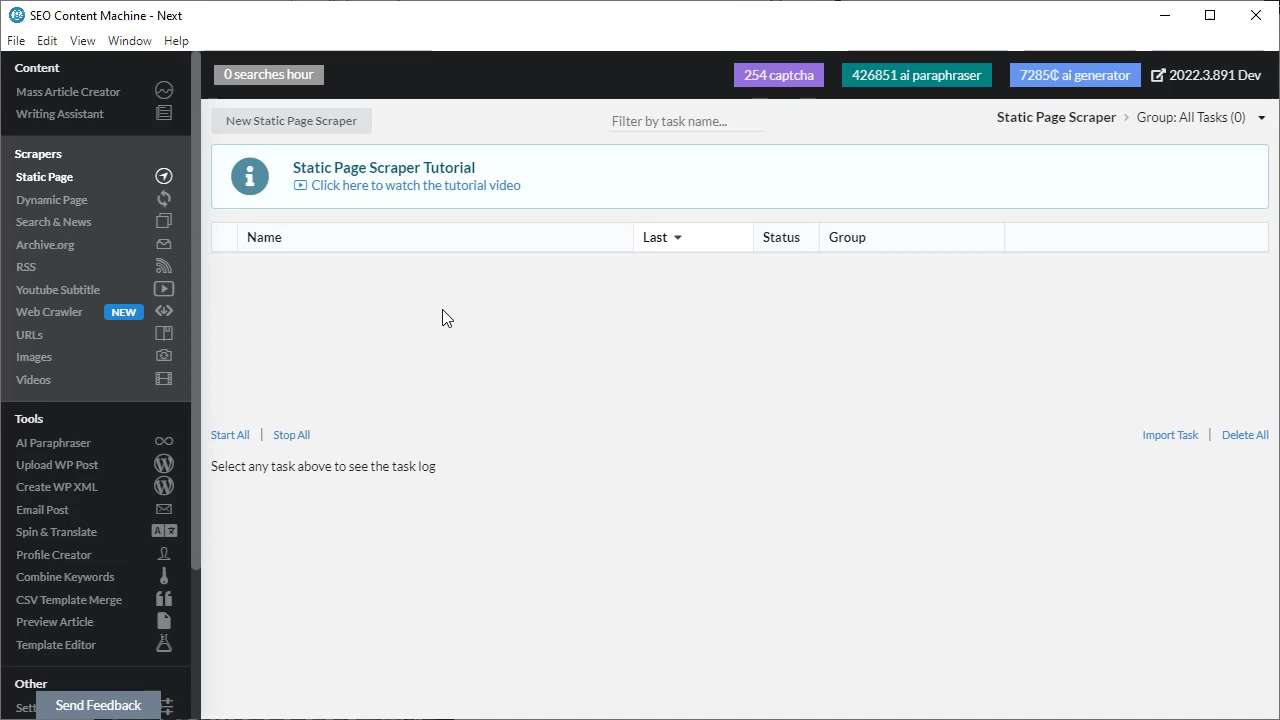 SEO Content Machine - Next
File Edit View Window Help
Content
Mass Article Creator
Writing Assistant
Scrapers
Static Page
Dynamic Page
Search & News
Archive.org
RSS
Youtube Subtitle
Web Crawler NEW
URLs
Images
Videos
Tools
AI Paraphraser
Upload WP Post
Create WP XML
Email Post
Spin & Translate
Profile Creator
Combine Keywords
CSV Template Merge
Preview Article
Template Editor
Other
Send Feedback
0 searches hour
254 captcha
426851 ai paraphraser
7285₵ ai generator
2022.3.891 Dev
New Static Page Scraper
Filter by task name...
Static Page Scraper > Group: All Tasks (0)
Static Page Scraper Tutorial
Click here to watch the tutorial video
Name Last Status Group
Start All | Stop All
Import Task | Delete All
Select any task above to see the task log